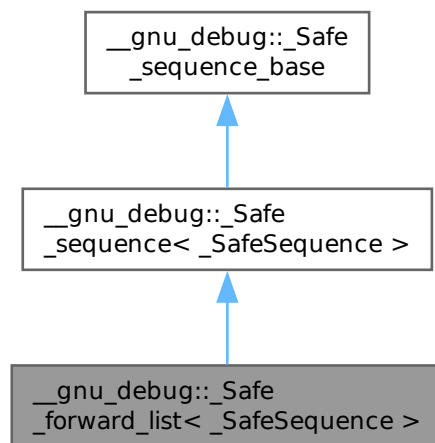 __gnu_debug::_Safe
_sequence_base
__gnu_debug::_Safe
_sequence< _SafeSequence >
__gnu_debug::_Safe
_forward_list< _SafeSequence >